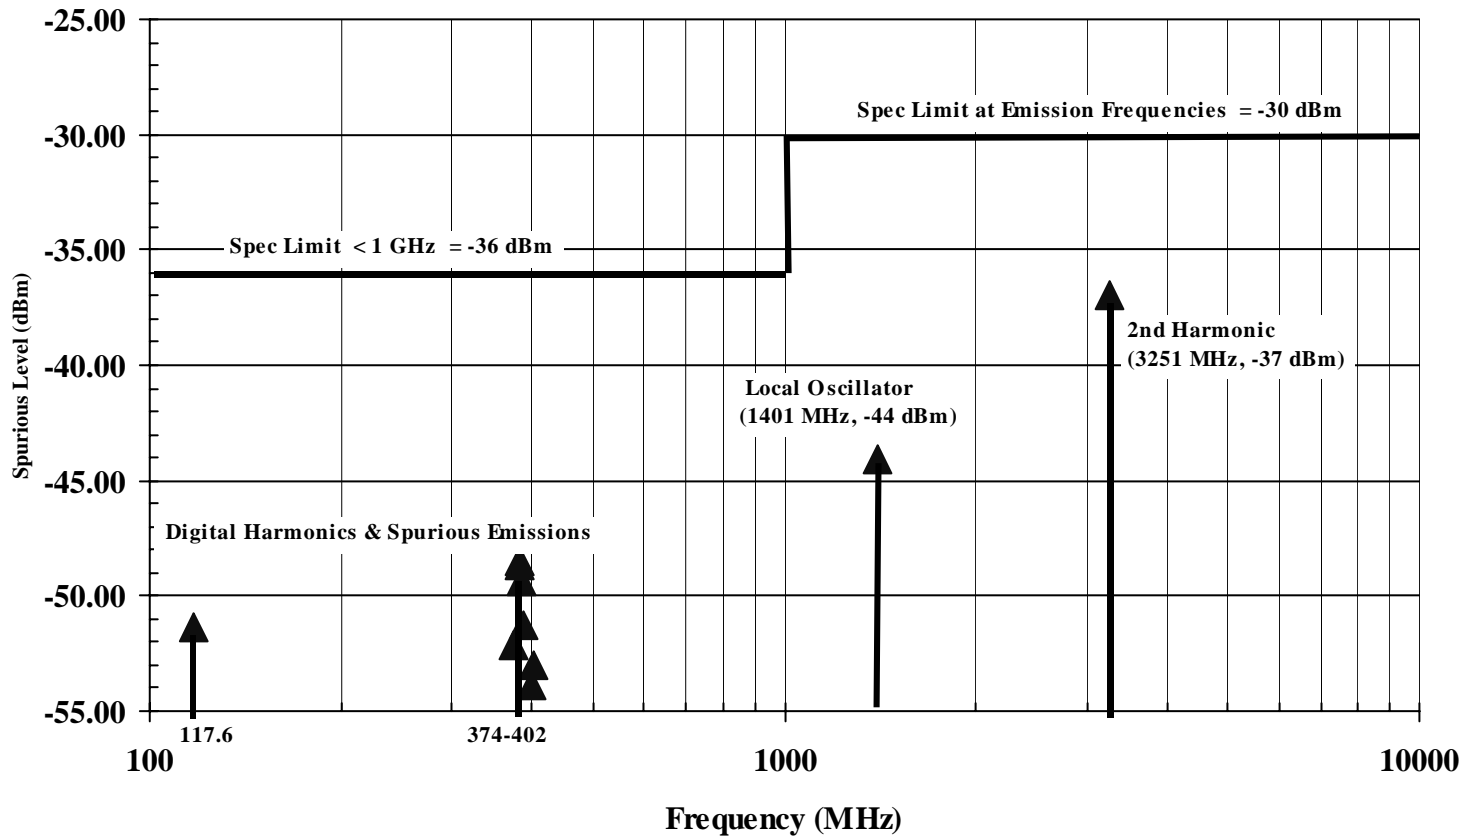 -25.00
Spec Limit at Emission Frequencies = -30 dBm
-30.00
Spec Limit < 1 GHz = -36 dBm
-35.00
2nd Harmonic
(3251 MHz, -37 dBm)
-40.00
Local Oscillator
(1401 MHz, -44 dBm)
-45.00
Digital Harmonics & Spurious Emissions
-50.00
-55.00
Spurious Level (dBm)
117.6
374-402
100
1000
10000
Frequency (MHz)